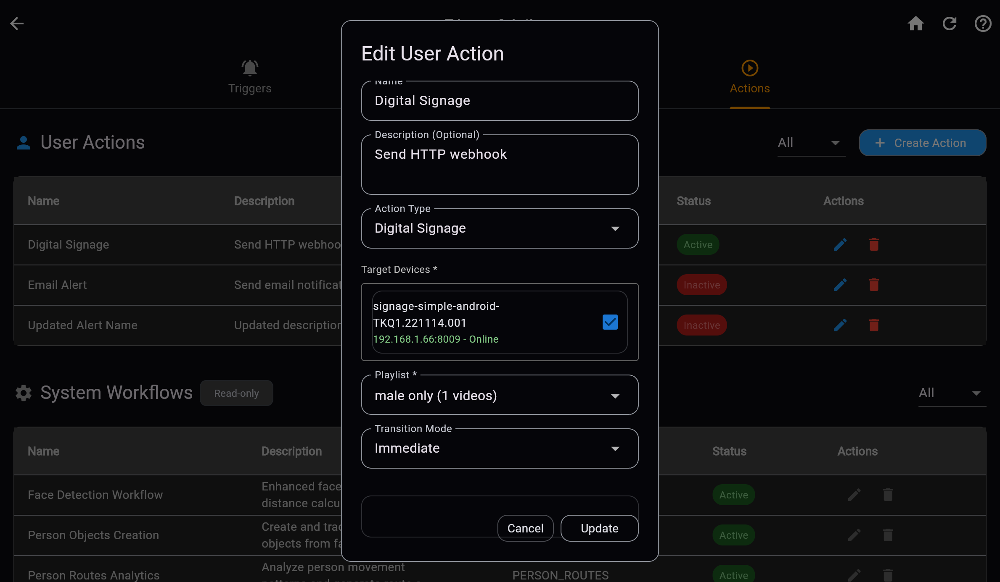 Edit User Action
Name
Digital Signage
Description (Optional)
Send HTTP webhook
Action Type
Digital Signage
Target Devices *
signage-simple-android-
TKQ1.221114.001
192.168.1.66:8009 - Online
Playlist *
male only (1 videos)
Transition Mode
Immediate
Cancel
Update
Triggers
Actions
User Actions
All
Create Action
Name
Description
Status
Actions
Digital Signage
Send HTTP webhoo
Active
Email Alert
Send email notificat
Inactive
Updated Alert Name
Updated description
Inactive
System Workflows
Read-only
All
Name
Description
Status
Actions
Face Detection Workflow
Enhanced face
distance calcu
Active
Person Objects Creation
Create and trac
objects from fa
Active
Person Routes Analytics
Analyze person movement
PERSON_ROUTES
Active